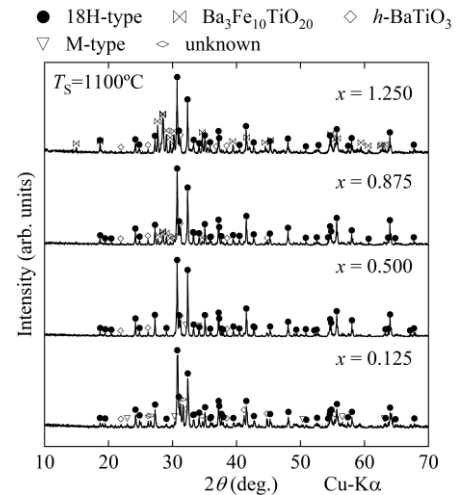 ● 18H-type ⋈ Ba₃Fe₁₀TiO₂₀ ◇ h-BaTiO₃
▽ M-type ⬦ unknown
T_S=1100ºC
x = 1.250
x = 0.875
x = 0.500
x = 0.125
Intensity (arb. units)
10 20 30 40 50 60 70
2θ (deg.) Cu-Kα